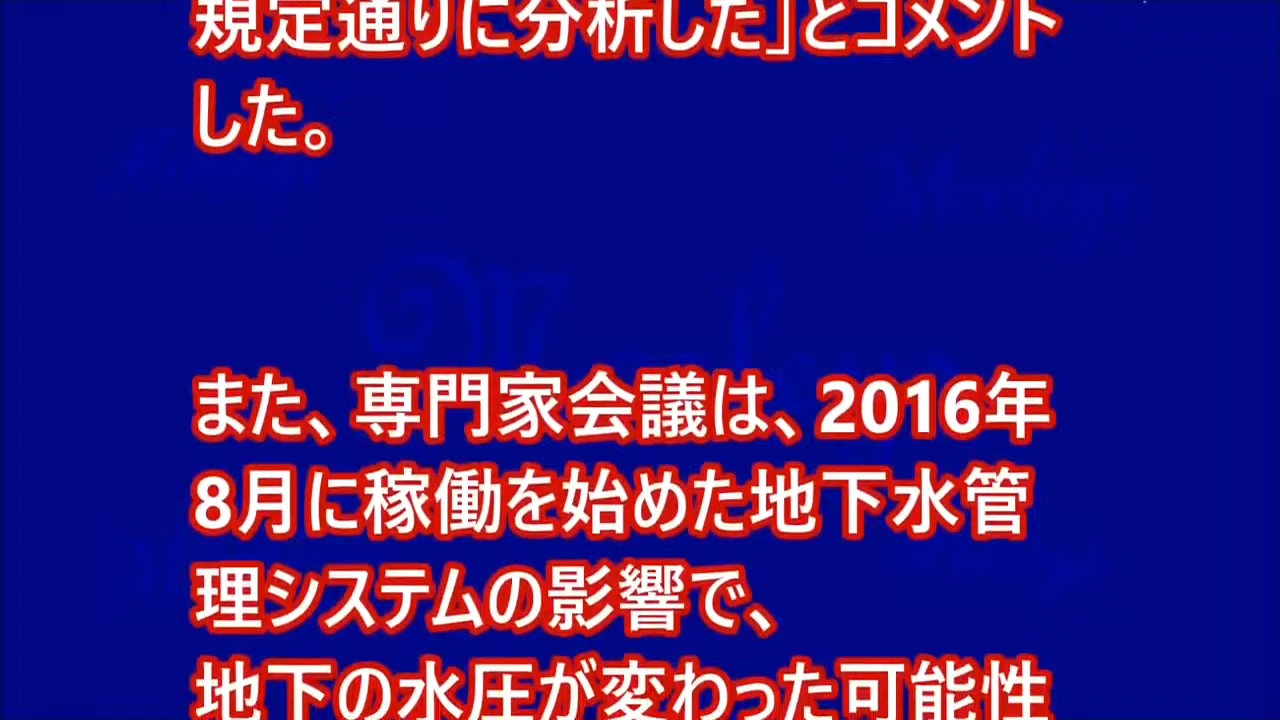 規定通りに分析した」とコメント
した。
また、専門家会議は、2016年
8月に稼働を始めた地下水管
理システムの影響で、
地下の水圧が変わった可能性